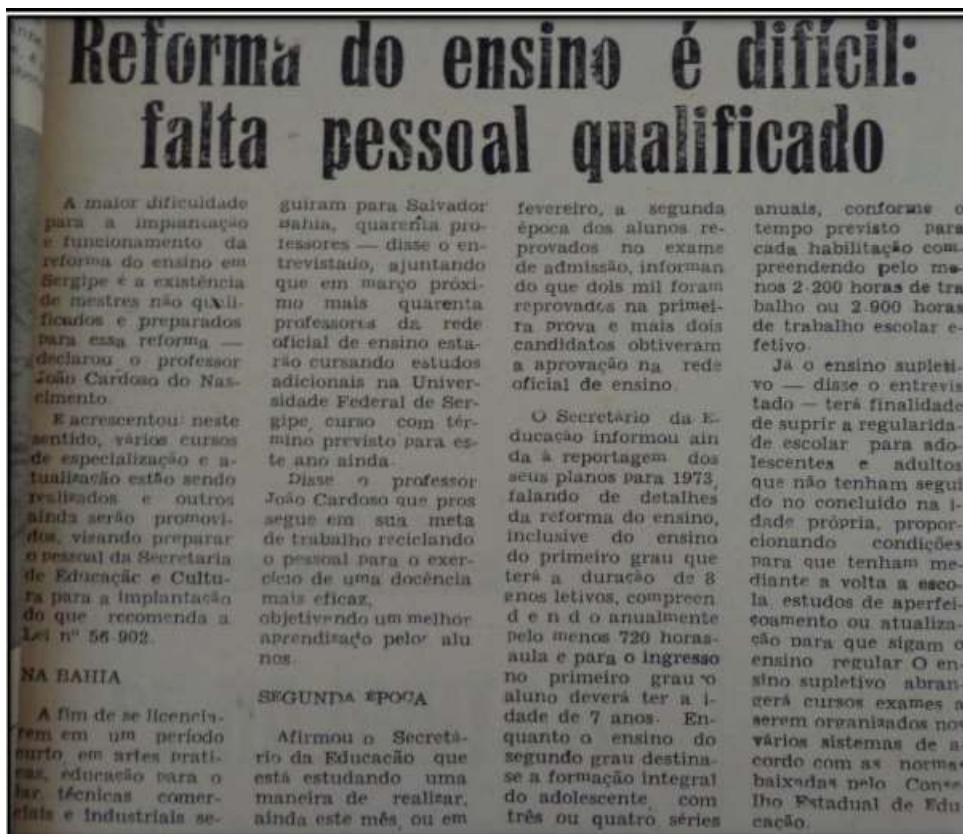 Reforma do ensino é difícil:
falta pessoal qualificado
A maior dificuldade
para a implantação
e funcionamento da
reforma do ensino em
Sergipe é a existência
de mestres não quali-
ficados e preparados
para essa reforma —
declarou o professor
João Cardoso do Nas-
cimento.
E acrescentou: neste
sentido, vários cursos
de especialização e a-
tualização estão sendo
realizados e outros
ainda serão promovi-
dos, visando preparar
o pessoal da Secretaria
de Educação e Cultu-
ra para a implantação
do que recomenda a
Lei nº 56.902.
NA BAHIA
A fim de se licencia-
rem em um período
curto, em artes prati-
cas, educação para o
lar, técnicas comer-
ciais e industriais se-
guiram para Salvador
Bahia, quarenta pro-
fessores — disse o en-
trevistado, ajuntando
que em março próxi-
mo mais quarenta
professores da rede
oficial de ensino esta-
rão cursando estudos
adicionais na Univer-
sidade Federal de Ser-
gipe, curso com tér-
mino previsto para es-
te ano ainda.
Disse o professor
João Cardoso que pros
segue em sua meta
de trabalho reciclando
o pessoal para o exer-
cício de uma docência
mais eficaz,
objetivendo um melhor
aprendizaço pelor alu
nos.
SEGUNDA ÉPOCA
Afirmou o Secretá-
rio da Educação que
está estudando uma
maneira de realizar,
ainda este mês, ou em
fevereiro, a segunda
época dos alunos re-
provados no exame
de admissão, informan
do que dois mil foram
reprovados na primei-
ra prova e mais dois
candidatos obtiveram
a aprovação na rede
oficial de ensino.
O Secretário da E-
ducação informou ain
da à reportagem dos
seus planos para 1973,
falando de detalhes
da reforma do ensino,
inclusive do ensino
do primeiro grau que
terá a duração de 8
enos letivos, compreen
d e n d o anualmente
pelo menos 720 horas-
aula e para o ingresso
no primeiro grau o
aluno deverá ter a i-
dade de 7 anos. En-
quanto o ensino do
segundo grau destina-
se a formação integral
do adolescente, com
três ou quatro séries
anuais, conforme o
tempo previsto para
cada habilitação com-
preendendo pelo me-
nos 2.200 horas de tra
balho ou 2.900 horas
de trabalho escolar e-
fetivo.
Já o ensino supleti-
vo — disse o entrevis
tado — terá finalidade
de suprir a regularida-
de escolar para ado-
lescentes e adultos
que não tenham segui
do no concluido na i-
dade própria, propor-
cionando condições
para que tenham me-
diante a volta a esco-
la, estudos de aperfei-
çoamento ou atualiza-
ção para que sigam o
ensino regular O en-
sino supletivo abran-
gerá cursos exames a
serem organizados nos
vários sistemas de a-
cordo com as normas
baixadas pelo Conse-
lho Estadual de Edu
cação.